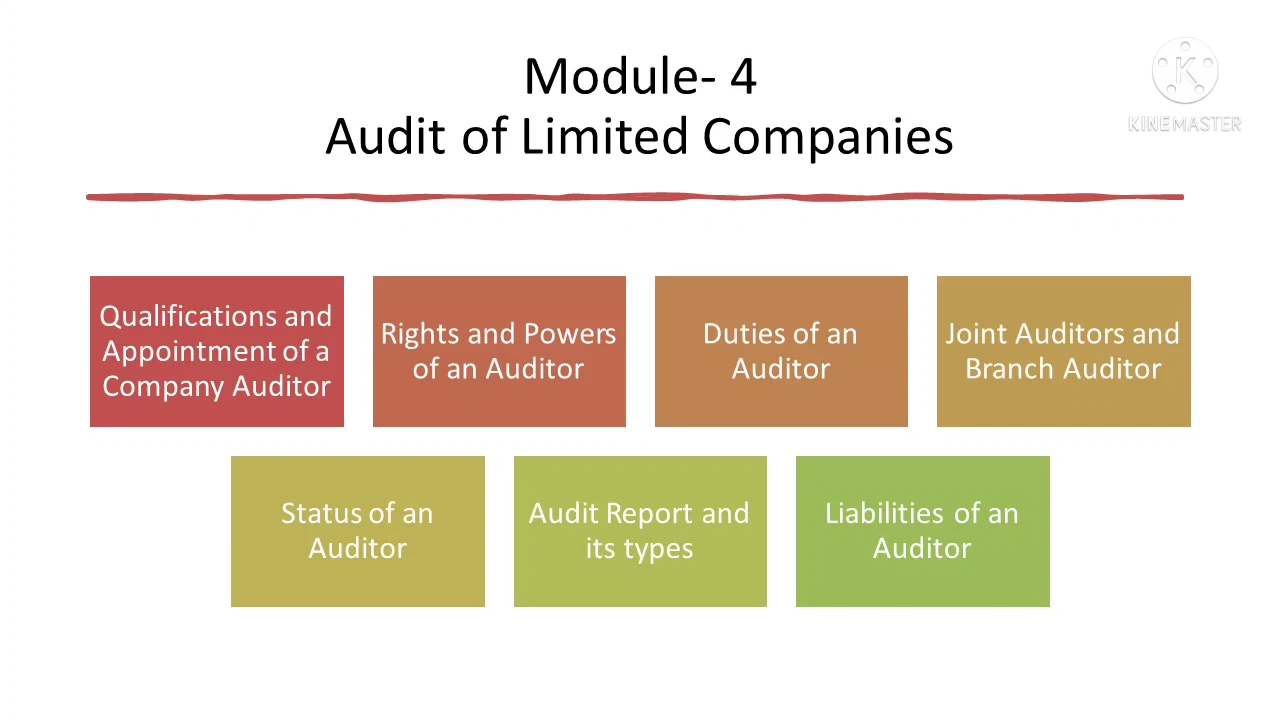 Module- 4
Audit of Limited Companies
K
KINEMASTER
Qualifications and
Appointment of a
Company Auditor
Rights and Powers
of an Auditor
Duties of an
Auditor
Joint Auditors and
Branch Auditor
Status of an
Auditor
Audit Report and
its types
Liabilities of an
Auditor